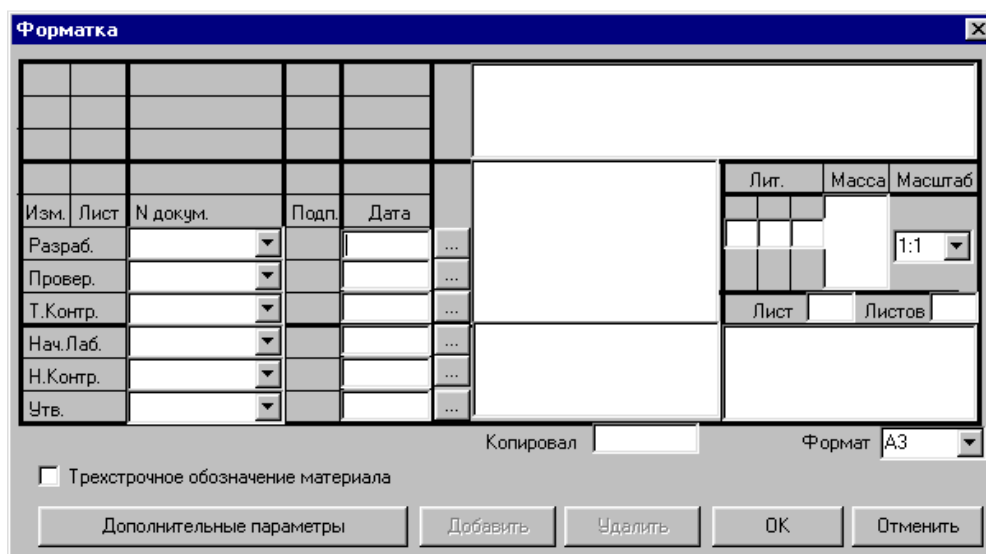 Форматка
Лит. Масса Масштаб
Изм. Лист N докум. Подп. Дата
Разраб. ... 1:1
Провер. ...
Т.Контр. ... Лист Листов
Нач.Лаб. ...
Н.Контр. ...
Утв. ...
Копировал Формат А3
Трехстрочное обозначение материала
Дополнительные параметры Добавить Удалить OK Отменить